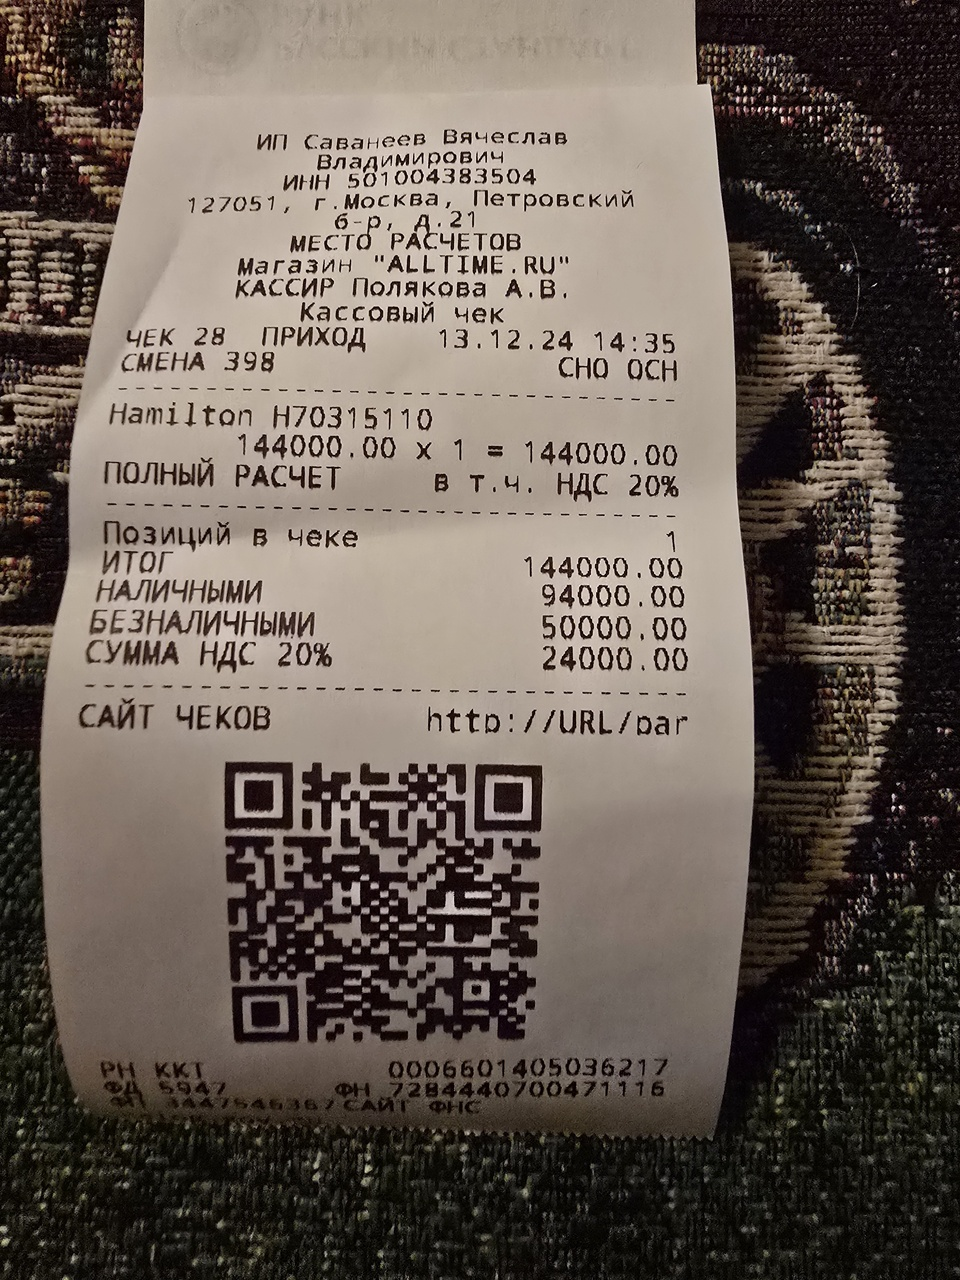 ИП Саванеев Вячеслав
Владимирович
ИНН 501004383504
127051, г.Москва, Петровский
б-р, д.21
МЕСТО РАСЧЕТОВ
Магазин "ALLTIME.RU"
КАССИР Полякова А.В.
Кассовый чек
ЧЕК 28 ПРИХОД 13.12.24 14:35
СМЕНА 398 СНО ОСН
Hamilton H70315110
144000.00 x 1 = 144000.00
ПОЛНЫЙ РАСЧЕТ в т.ч. НДС 20%
Позиций в чеке 1
ИТОГ 144000.00
НАЛИЧНЫМИ 94000.00
БЕЗНАЛИЧНЫМИ 50000.00
СУММА НДС 20% 24000.00
САЙТ ЧЕКОВ http://URL/par
РН ККТ 0006601405036217
ФД 5947 ФН 7284440700471116
ФП 3447546367 САЙТ ФНС